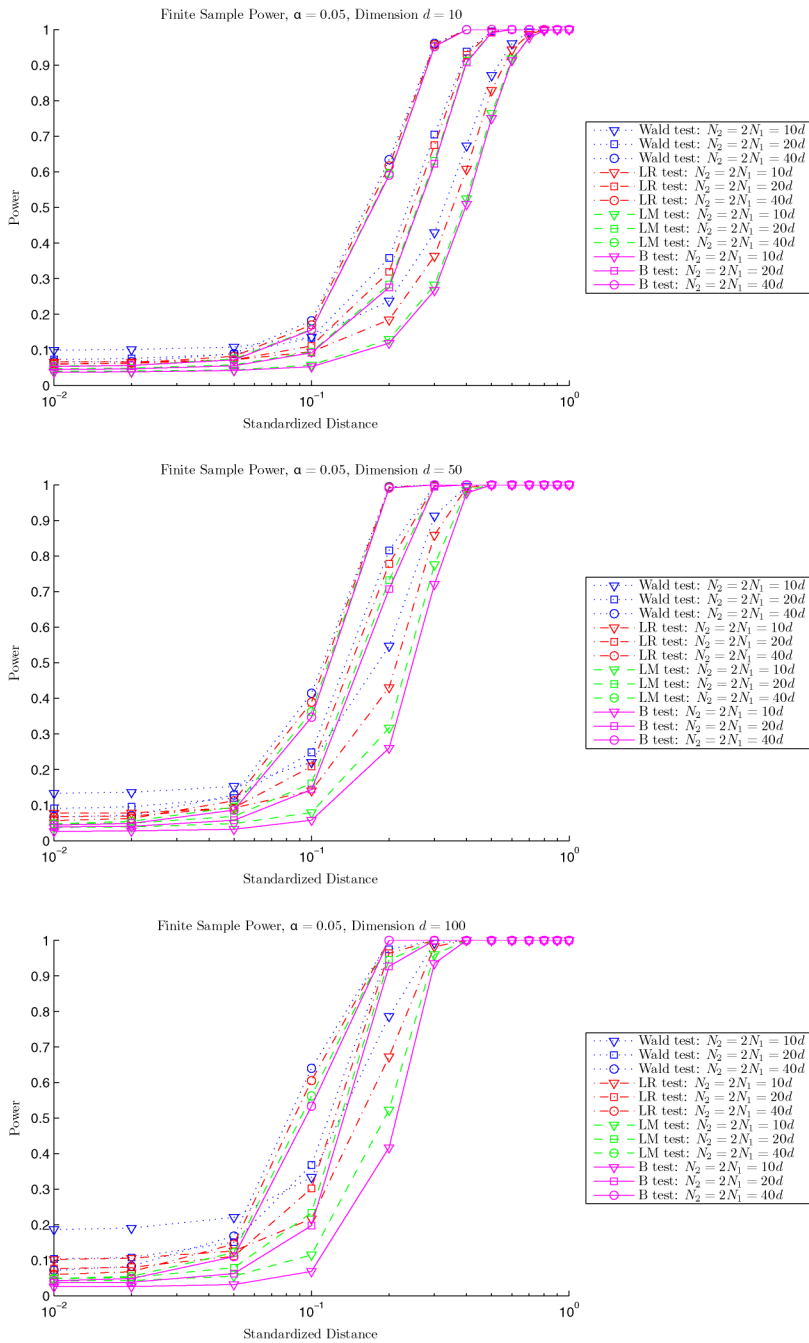 Finite Sample Power, α = 0.05, Dimension d = 10
1
0.9
0.8
0.7
0.6
0.5
0.4
0.3
0.2
0.1
0
Power
10⁻²
10⁻¹
10⁰
Standardized Distance
Wald test: N₂ = 2N₁ = 10d
Wald test: N₂ = 2N₁ = 20d
Wald test: N₂ = 2N₁ = 40d
LR test: N₂ = 2N₁ = 10d
LR test: N₂ = 2N₁ = 20d
LR test: N₂ = 2N₁ = 40d
LM test: N₂ = 2N₁ = 10d
LM test: N₂ = 2N₁ = 20d
LM test: N₂ = 2N₁ = 40d
B test: N₂ = 2N₁ = 10d
B test: N₂ = 2N₁ = 20d
B test: N₂ = 2N₁ = 40d
Finite Sample Power, α = 0.05, Dimension d = 50
1
0.9
0.8
0.7
0.6
0.5
0.4
0.3
0.2
0.1
0
Power
10⁻²
10⁻¹
10⁰
Standardized Distance
Wald test: N₂ = 2N₁ = 10d
Wald test: N₂ = 2N₁ = 20d
Wald test: N₂ = 2N₁ = 40d
LR test: N₂ = 2N₁ = 10d
LR test: N₂ = 2N₁ = 20d
LR test: N₂ = 2N₁ = 40d
LM test: N₂ = 2N₁ = 10d
LM test: N₂ = 2N₁ = 20d
LM test: N₂ = 2N₁ = 40d
B test: N₂ = 2N₁ = 10d
B test: N₂ = 2N₁ = 20d
B test: N₂ = 2N₁ = 40d
Finite Sample Power, α = 0.05, Dimension d = 100
1
0.9
0.8
0.7
0.6
0.5
0.4
0.3
0.2
0.1
0
Power
10⁻²
10⁻¹
10⁰
Standardized Distance
Wald test: N₂ = 2N₁ = 10d
Wald test: N₂ = 2N₁ = 20d
Wald test: N₂ = 2N₁ = 40d
LR test: N₂ = 2N₁ = 10d
LR test: N₂ = 2N₁ = 20d
LR test: N₂ = 2N₁ = 40d
LM test: N₂ = 2N₁ = 10d
LM test: N₂ = 2N₁ = 20d
LM test: N₂ = 2N₁ = 40d
B test: N₂ = 2N₁ = 10d
B test: N₂ = 2N₁ = 20d
B test: N₂ = 2N₁ = 40d